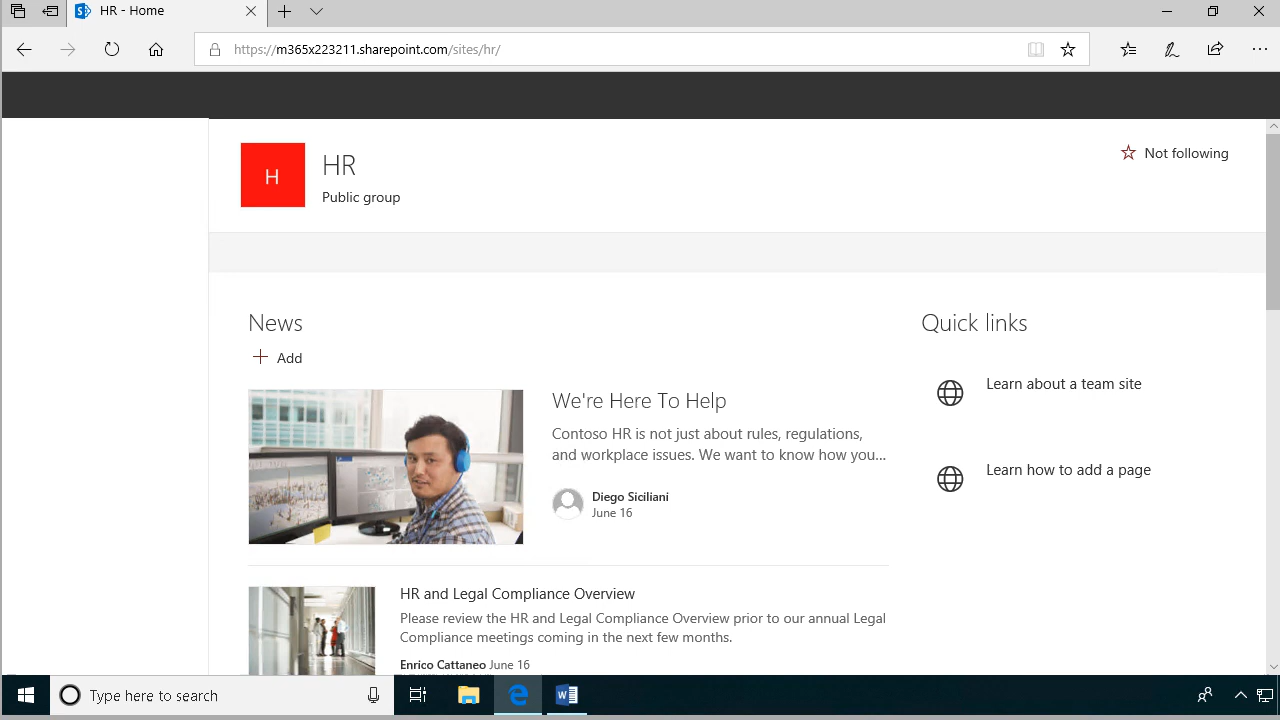 HR - Home
https://m365x223211.sharepoint.com/sites/hr/
H
HR
Public group
Not following
News
Add
We're Here To Help
Contoso HR is not just about rules, regulations,
and workplace issues. We want to know how you...
Diego Siciliani
June 16
HR and Legal Compliance Overview
Please review the HR and Legal Compliance Overview prior to our annual Legal
Compliance meetings coming in the next few months.
Enrico Cattaneo June 16
Quick links
Learn about a team site
Learn how to add a page
Type here to search